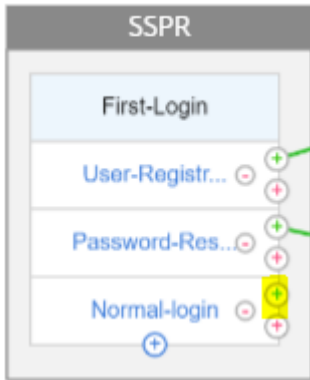 SSPR
First-Login
User-Registr...
Password-Res...
Normal-login